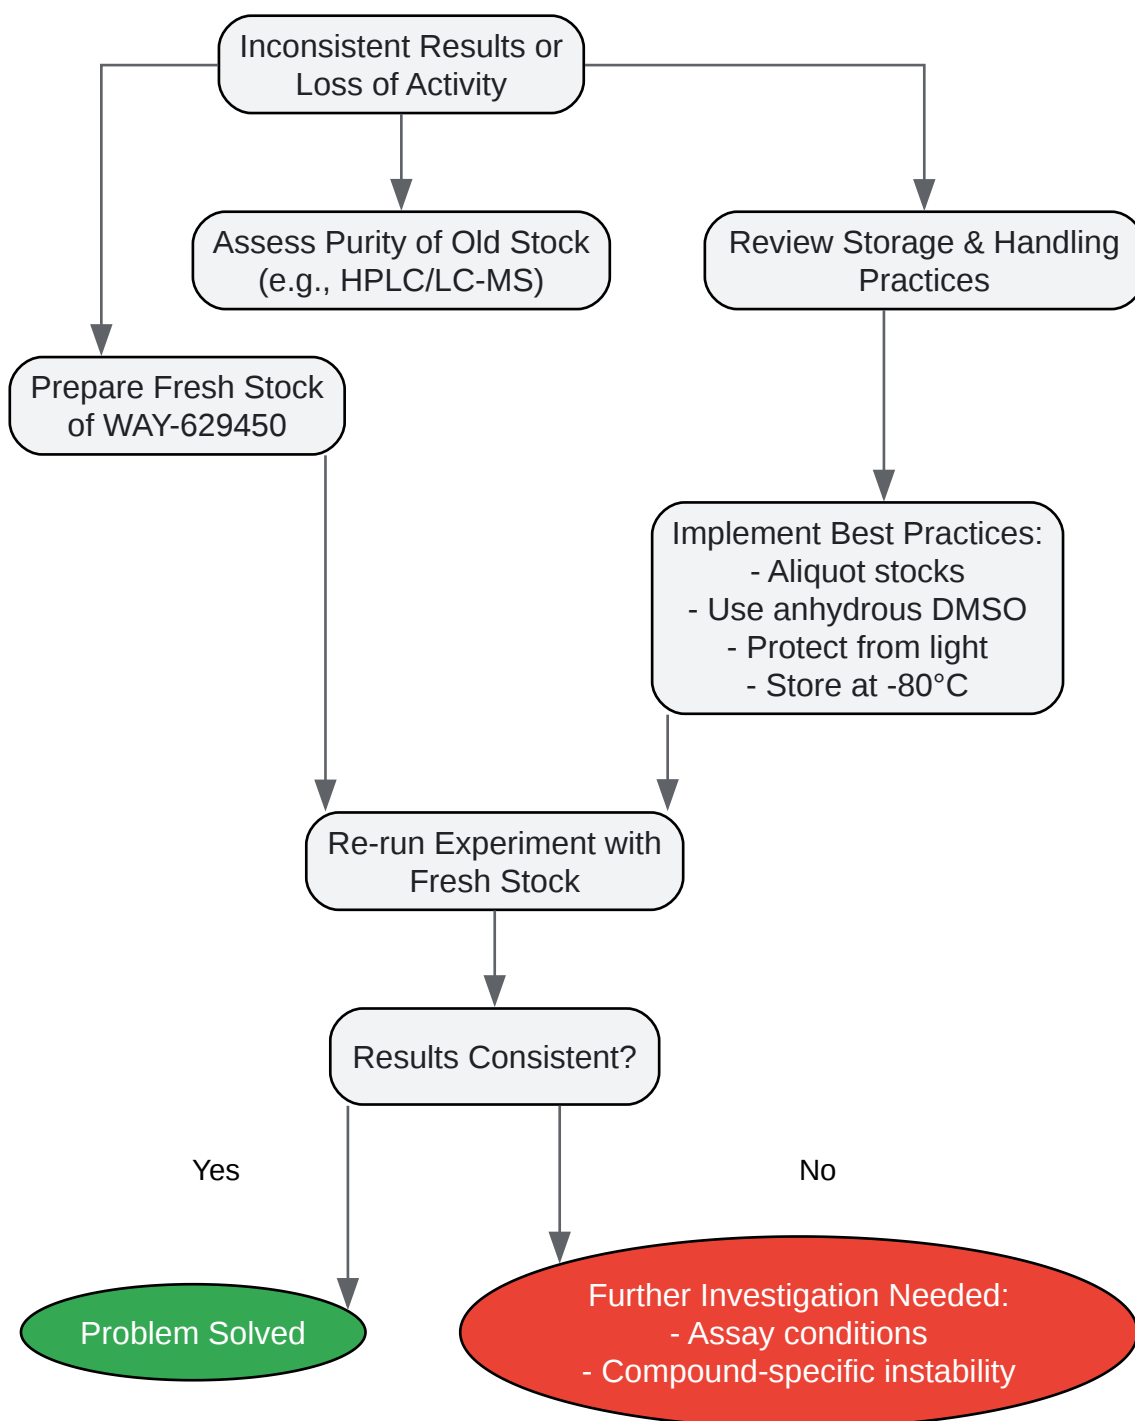 Inconsistent Results or
Loss of Activity
Assess Purity of Old Stock
(e.g., HPLC/LC-MS)
Review Storage & Handling
Practices
Prepare Fresh Stock
of WAY-629450
Implement Best Practices:
- Aliquot stocks
- Use anhydrous DMSO
- Protect from light
- Store at -80°C
Re-run Experiment with
Fresh Stock
Results Consistent?
Yes
No
Problem Solved
Further Investigation Needed:
- Assay conditions
- Compound-specific instability